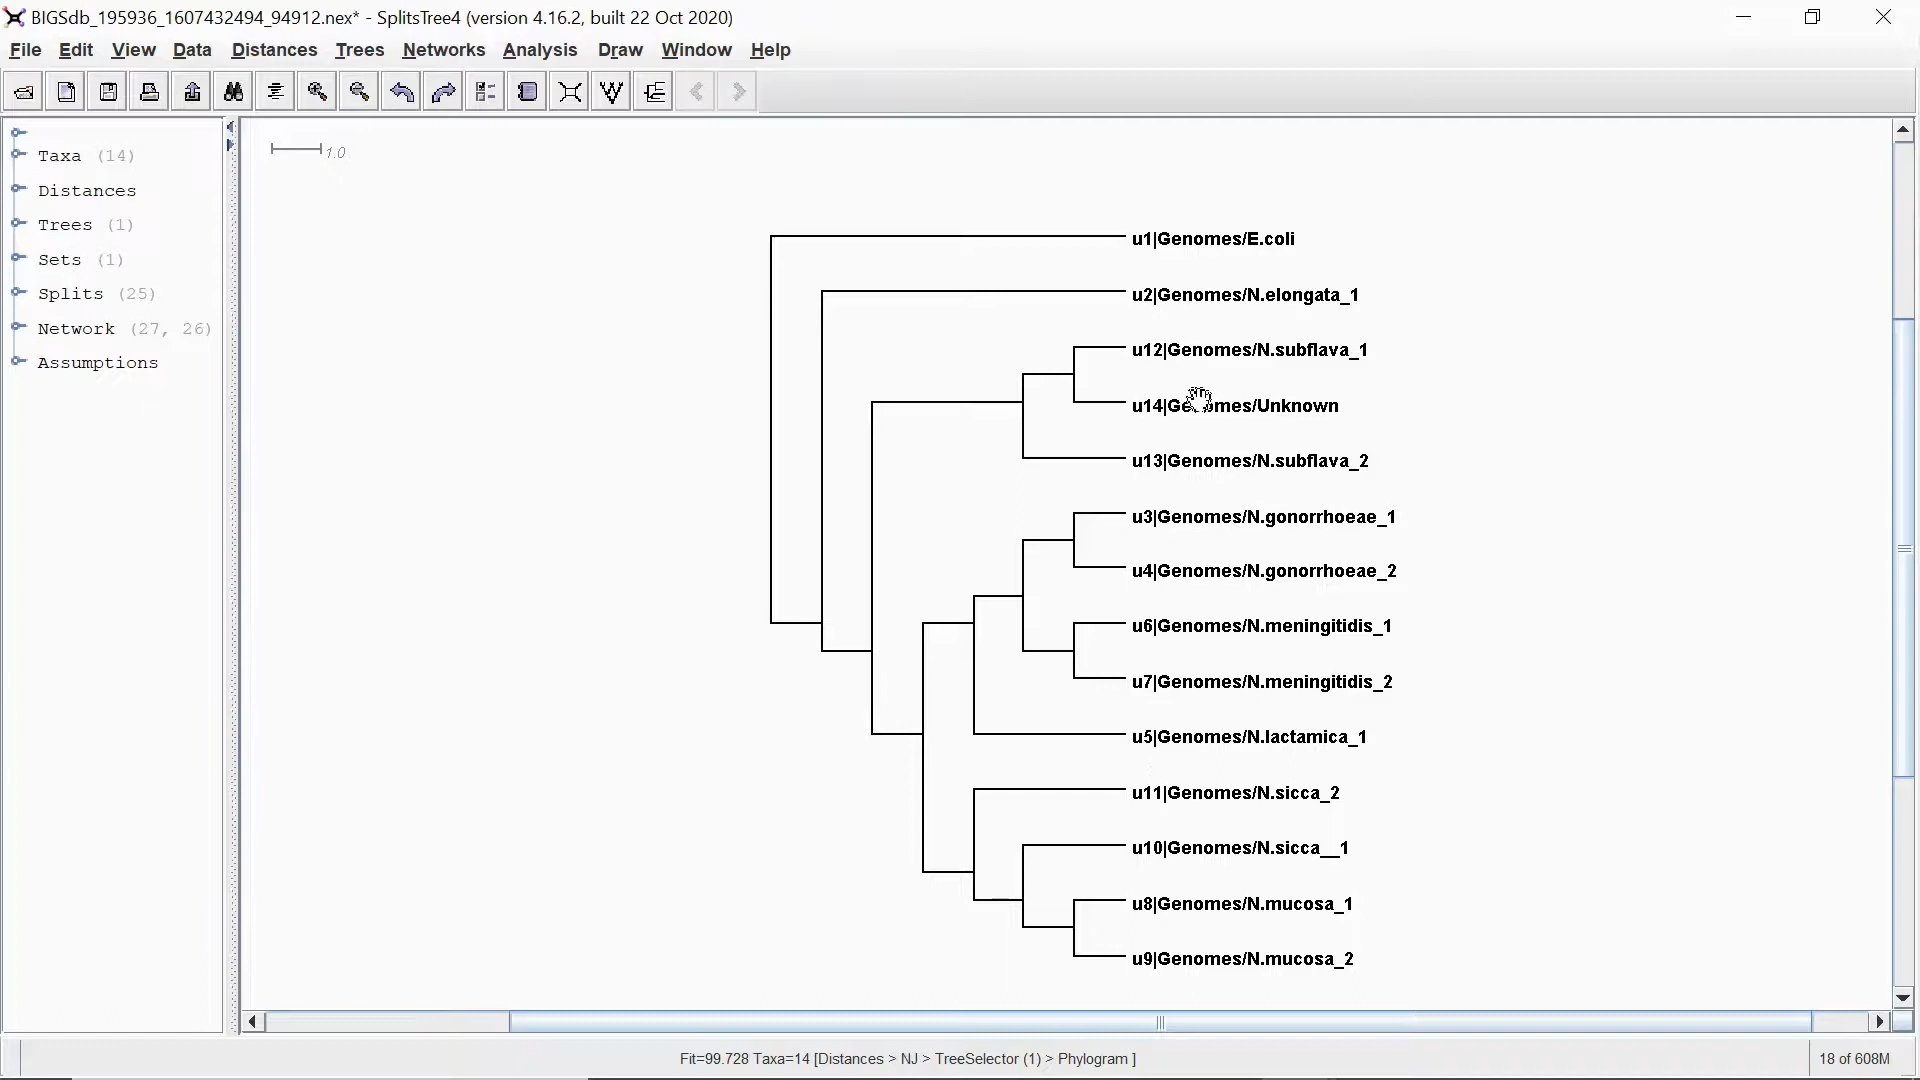 BIGSdb_195936_1607432494_94912.nex* - SplitsTree4 (version 4.16.2, built 22 Oct 2020)
File Edit View Data Distances Trees Networks Analysis Draw Window Help
Taxa (14)
Distances
Trees (1)
Sets (1)
Splits (25)
Network (27, 26)
Assumptions
1.0
u1|Genomes/E.coli
u2|Genomes/N.elongata_1
u12|Genomes/N.subflava_1
u14|Genomes/Unknown
u13|Genomes/N.subflava_2
u3|Genomes/N.gonorrhoeae_1
u4|Genomes/N.gonorrhoeae_2
u6|Genomes/N.meningitidis_1
u7|Genomes/N.meningitidis_2
u5|Genomes/N.lactamica_1
u11|Genomes/N.sicca_2
u10|Genomes/N.sicca__1
u8|Genomes/N.mucosa_1
u9|Genomes/N.mucosa_2
Fit=99.728 Taxa=14 [Distances > NJ > TreeSelector (1) > Phylogram ]
18 of 608M